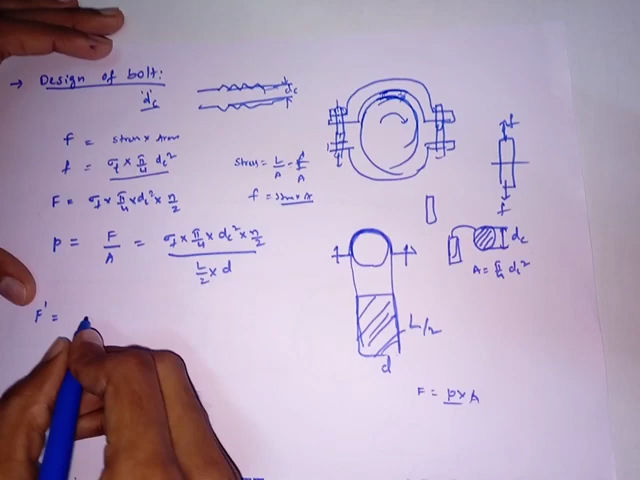 → Design of bolt:
'dc'
dc
f = stress × Area
f = σt × π/4 dc²
stress = L/A = f/A
f = stress × A
F = σt × π/4 × dc² × n/2
p = F/A = σt × π/4 × dc² × n/2 / L/2 × d
f
f
dc
A = π/4 dc²
L/2
d
F = p × A
F' =